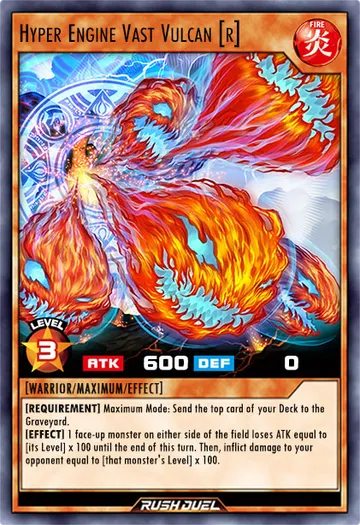 HYPER ENGINE VAST VULCAN [R]
FIRE
炎
LEVEL
3
ATK 600 DEF 0
[WARRIOR/MAXIMUM/EFFECT]
[REQUIREMENT] Maximum Mode: Send the top card of your Deck to the
Graveyard.
[EFFECT] 1 face-up monster on either side of the field loses ATK equal to
[its Level] x 100 until the end of this turn. Then, inflict damage to your
opponent equal to [that monster's Level] x 100.
RUSH DUEL